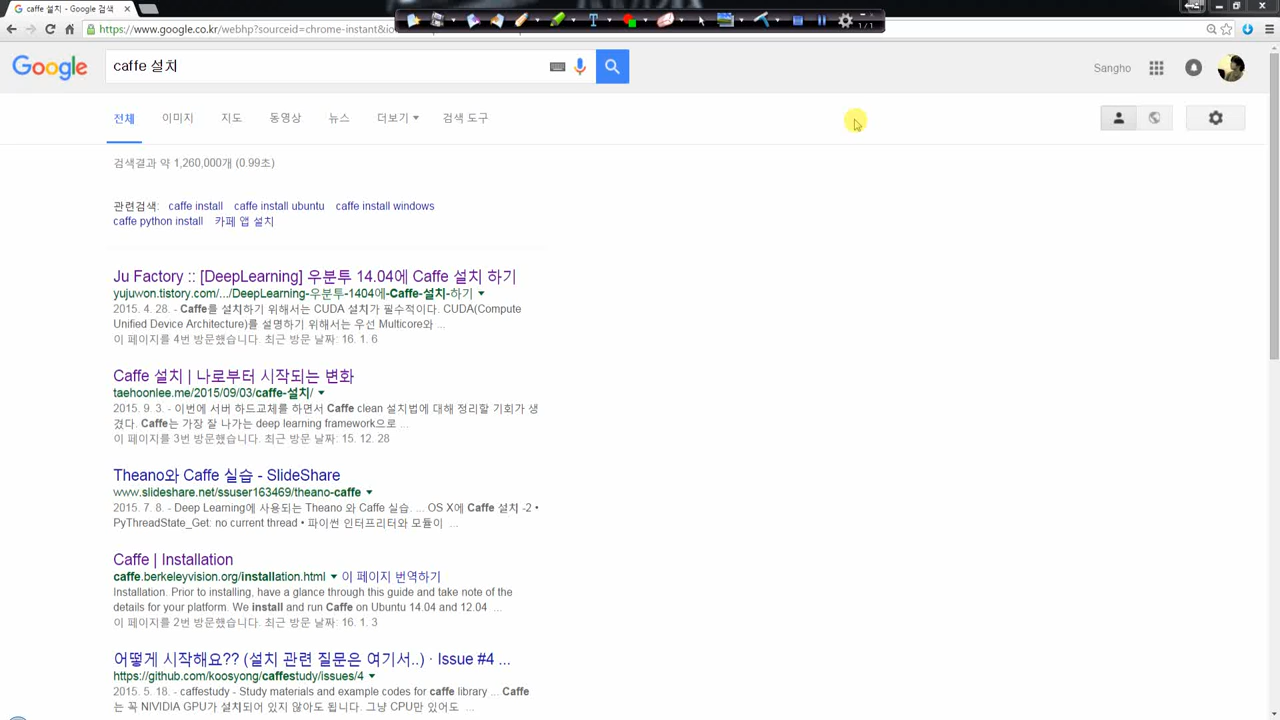 caffe 설치 - Google 검색
https://www.google.co.kr/webhp?sourceid=chrome-instant&io
1/1
Google
caffe 설치
Sangho
전체 이미지 지도 동영상 뉴스 더보기 검색 도구
검색결과 약 1,260,000개 (0.99초)
관련검색: caffe install caffe install ubuntu caffe install windows
caffe python install 카페 앱 설치
Ju Factory :: [DeepLearning] 우분투 14.04에 Caffe 설치 하기
yujuwon.tistory.com/.../DeepLearning-우분투-1404에-Caffe-설치-하기
2015. 4. 28. - Caffe를 설치하기 위해서는 CUDA 설치가 필수적이다. CUDA(Compute
Unified Device Architecture)를 설명하기 위해서는 우선 Multicore와 ...
이 페이지를 4번 방문했습니다. 최근 방문 날짜: 16. 1. 6
Caffe 설치 | 나로부터 시작되는 변화
taehoonlee.me/2015/09/03/caffe-설치/
2015. 9. 3. - 이번에 서버 하드교체를 하면서 Caffe clean 설치법에 대해 정리할 기회가 생
겼다. Caffe는 가장 잘 나가는 deep learning framework으로 ...
이 페이지를 3번 방문했습니다. 최근 방문 날짜: 15. 12. 28
Theano와 Caffe 실습 - SlideShare
www.slideshare.net/ssuser163469/theano-caffe
2015. 7. 8. - Deep Learning에 사용되는 Theano 와 Caffe 실습. ... OS X에 Caffe 설치 -2 •
PyThreadState_Get: no current thread • 파이썬 인터프리터와 모듈이 ...
Caffe | Installation
caffe.berkeleyvision.org/installation.html 이 페이지 번역하기
Installation. Prior to installing, have a glance through this guide and take note of the
details for your platform. We install and run Caffe on Ubuntu 14.04 and 12.04 ...
이 페이지를 2번 방문했습니다. 최근 방문 날짜: 16. 1. 3
어떻게 시작해요?? (설치 관련 질문은 여기서..) · Issue #4 ...
https://github.com/koosyong/caffestudy/issues/4
2015. 5. 18. - caffestudy - Study materials and example codes for caffe library ... Caffe
는 꼭 NIVIDIA GPU가 설치되어 있지 않아도 됩니다. 그냥 CPU만 있어도 ...